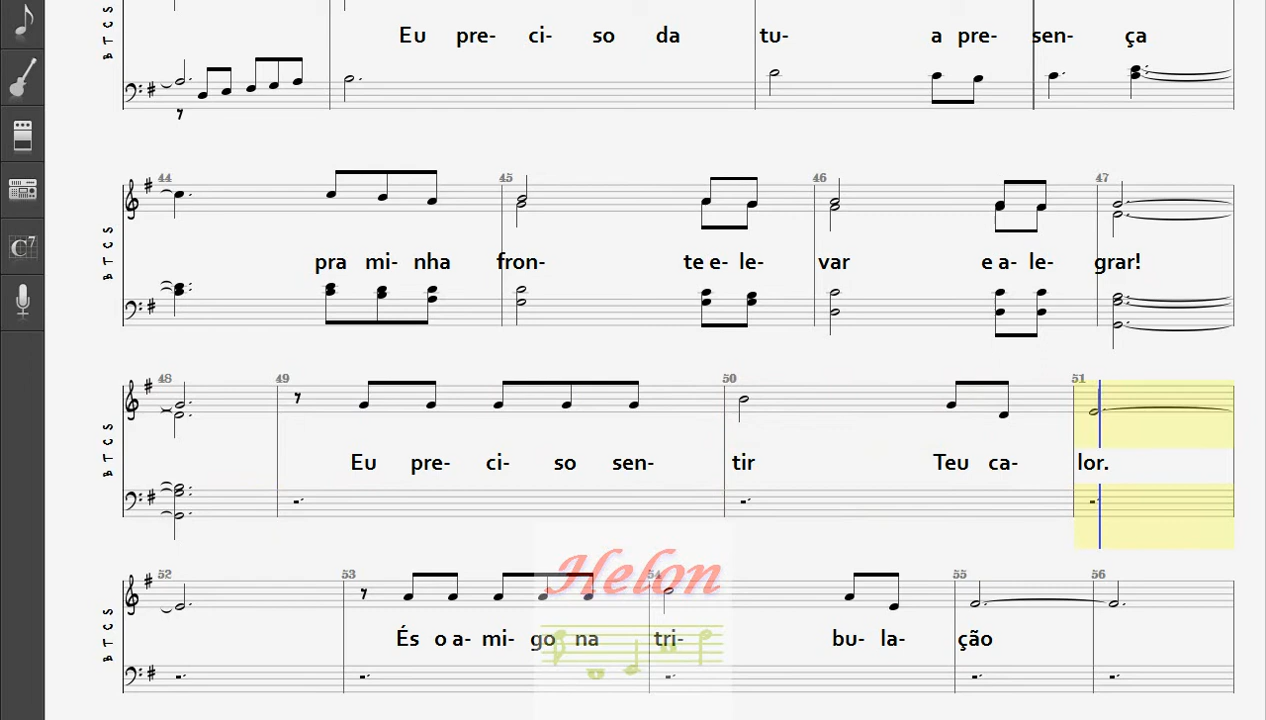 Eu pre- ci- so da tu- a pre- sen- ça
B T C S
44 45 46 47
pra mi- nha fron- te e- le- var e a- le- grar!
B T C S
48 49 50 51
Eu pre- ci- so sen- tir Teu ca- lor.
B T C S
52 53 54 55 56
És o a- mi- go na tri- bu- la- ção
B T C S
Helon
C7